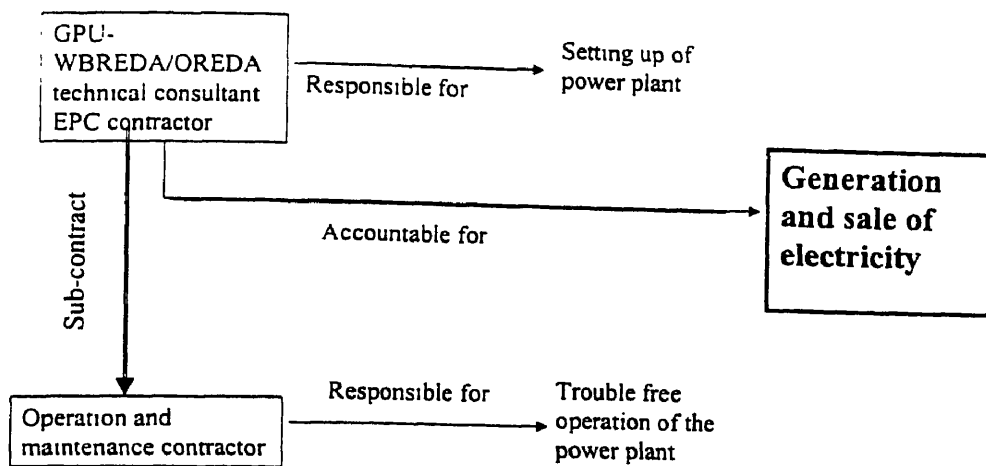 GPU-
WBREDA/OREDA
technical consultant
EPC contractor
Responsible for
Setting up of
power plant
Sub-contract
Accountable for
Generation
and sale of
electricity
Operation and
maintenance contractor
Responsible for
Trouble free
operation of the
power plant